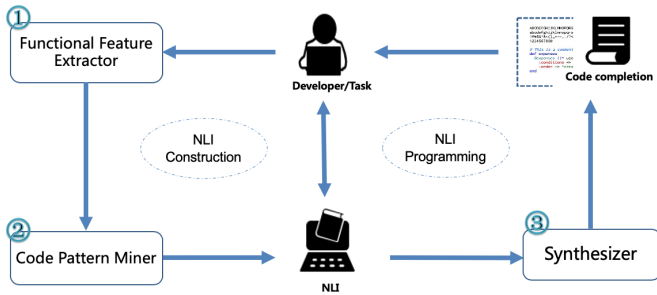 ①
Functional Feature
Extractor
Developer/Task
Code completion
NLI
Construction
NLI
Programming
②
Code Pattern Miner
NLI
③
Synthesizer